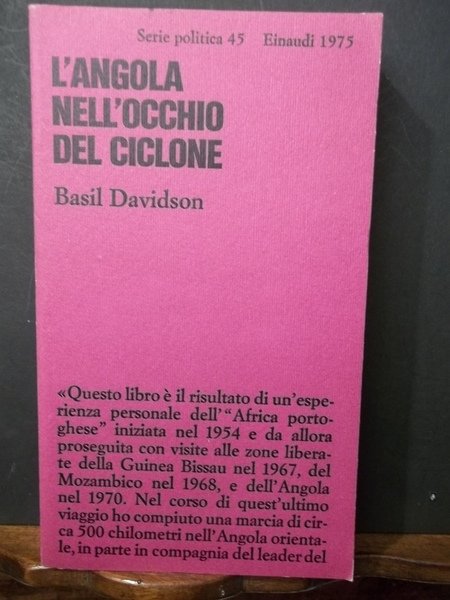 Serie politica 45 Einaudi 1975
L'ANGOLA
NELL'OCCHIO
DEL CICLONE
Basil Davidson
«Questo libro è il risultato di un'espe-
rienza personale dell'“Africa porto-
ghese” iniziata nel 1954 e da allora
proseguita con visite alle zone libera-
te della Guinea Bissau nel 1967, del
Mozambico nel 1968, e dell'Angola
nel 1970. Nel corso di quest'ultimo
viaggio ho compiuto una marcia di cir-
ca 500 chilometri nell'Angola orienta-
le, in parte in compagnia del leader del